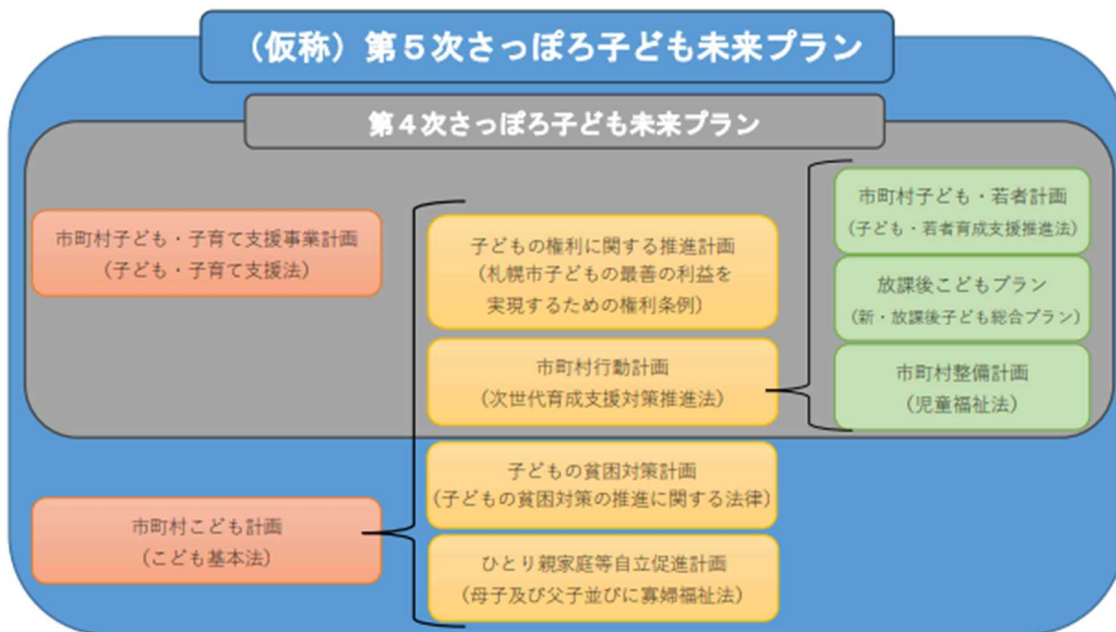 （仮称）第５次さっぽろ子ども未来プラン
第４次さっぽろ子ども未来プラン
市町村子ども・子育て支援事業計画
（子ども・子育て支援法）
市町村こども計画
（こども基本法）
子どもの権利に関する推進計画
（札幌市子どもの最善の利益を
実現するための権利条例）
市町村行動計画
（次世代育成支援対策推進法）
子どもの貧困対策計画
（子どもの貧困対策の推進に関する法律）
ひとり親家庭等自立促進計画
（母子及び父子並びに寡婦福祉法）
市町村子ども・若者計画
（子ども・若者育成支援推進法）
放課後こどもプラン
（新・放課後子ども総合プラン）
市町村整備計画
（児童福祉法）